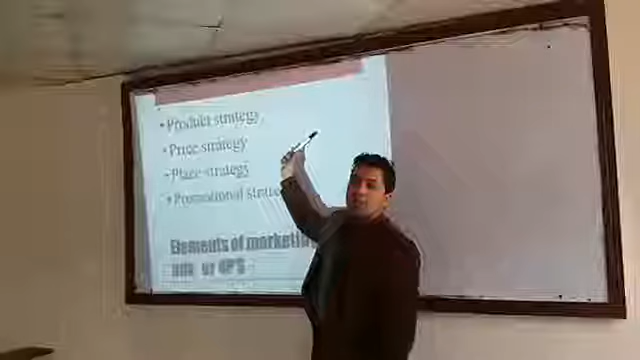 • Product strategy
• Price strategy
• Place strategy
• Promotional
Elements of marketing
mix or 4PS